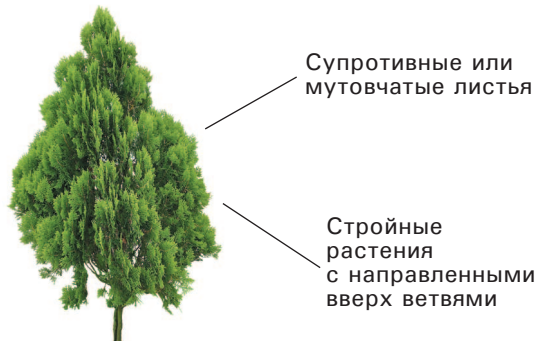 Супротивные или
мутовчатые листья
Стройные
растения
с направленными
вверх ветвями